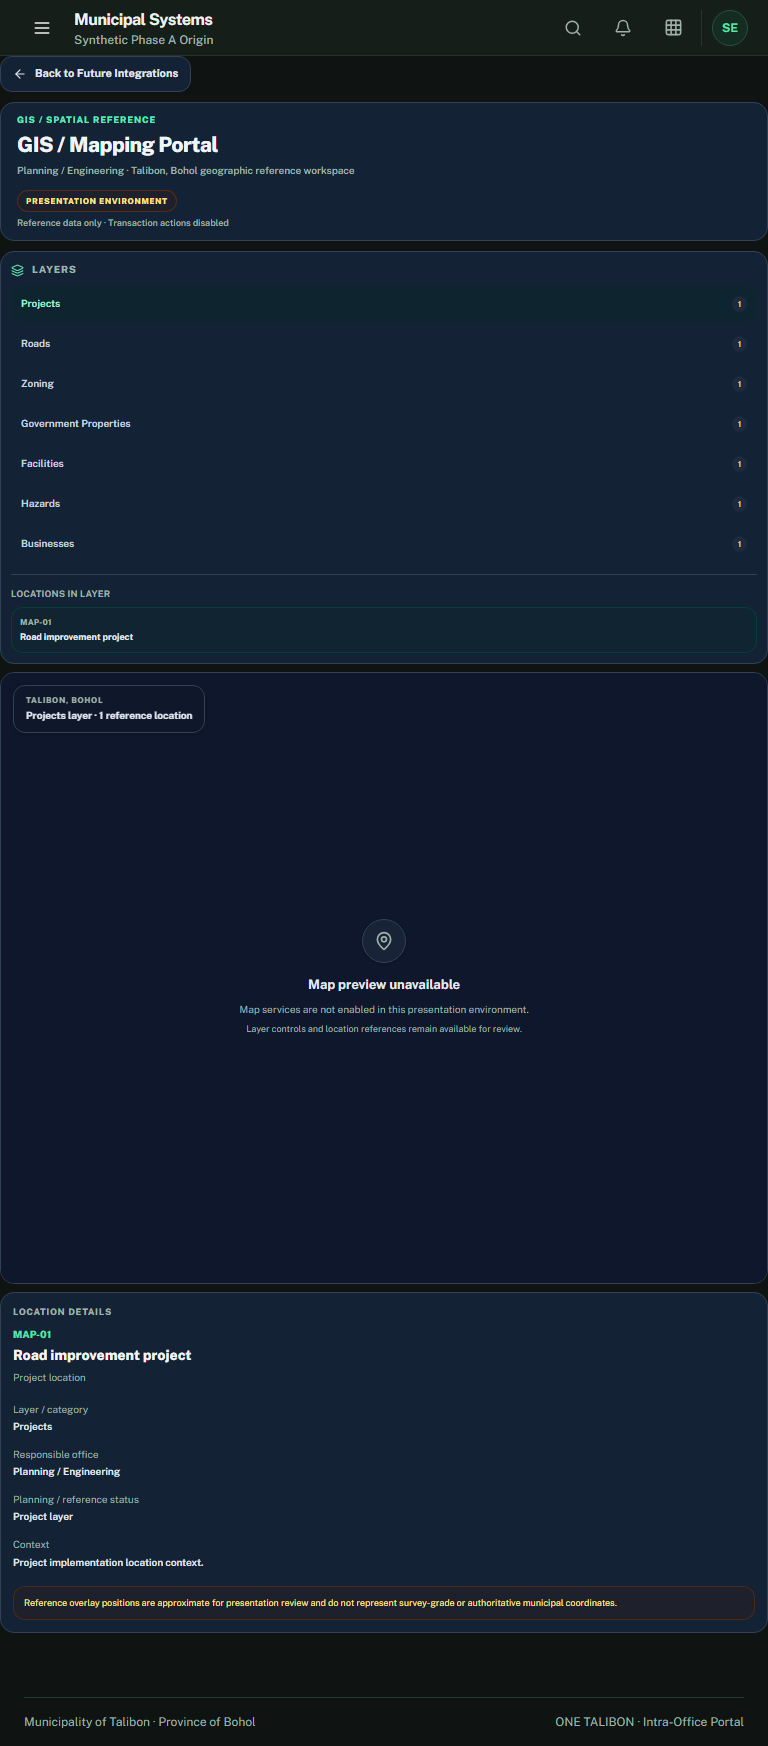 Municipal Systems
Synthetic Phase A Origin
SE
Back to Future Integrations
GIS / SPATIAL REFERENCE
GIS / Mapping Portal
Planning / Engineering · Talibon, Bohol geographic reference workspace
PRESENTATION ENVIRONMENT
Reference data only · Transaction actions disabled
LAYERS
Projects 1
Roads 1
Zoning 1
Government Properties 1
Facilities 1
Hazards 1
Businesses 1
LOCATIONS IN LAYER
MAP-01
Road improvement project
TALIBON, BOHOL
Projects layer · 1 reference location
Map preview unavailable
Map services are not enabled in this presentation environment.
Layer controls and location references remain available for review.
LOCATION DETAILS
MAP-01
Road improvement project
Project location
Layer / category
Projects
Responsible office
Planning / Engineering
Planning / reference status
Project layer
Context
Project implementation location context.
Reference overlay positions are approximate for presentation review and do not represent survey-grade or authoritative municipal coordinates.
Municipality of Talibon · Province of Bohol
ONE TALIBON · Intra-Office Portal